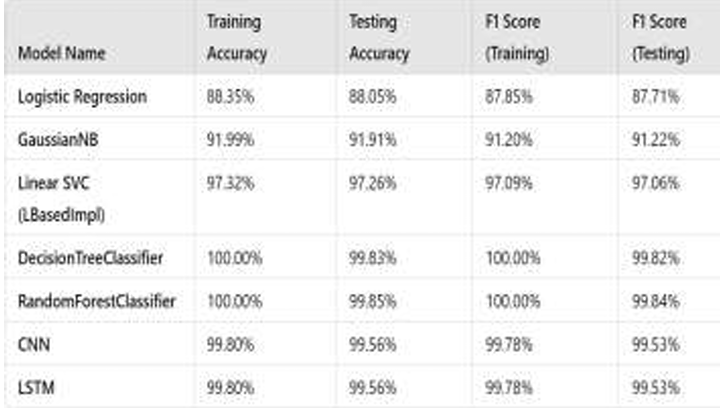 Model Name Training Accuracy Testing Accuracy F1 Score (Training) F1 Score (Testing)
Logistic Regression 88.35% 88.05% 87.85% 87.71%
GaussianNB 91.99% 91.91% 91.20% 91.22%
Linear SVC (LBasedImpl) 97.32% 97.26% 97.09% 97.06%
DecisionTreeClassifier 100.00% 99.83% 100.00% 99.82%
RandomForestClassifier 100.00% 99.85% 100.00% 99.84%
CNN 99.80% 99.56% 99.78% 99.53%
LSTM 99.80% 99.56% 99.78% 99.53%